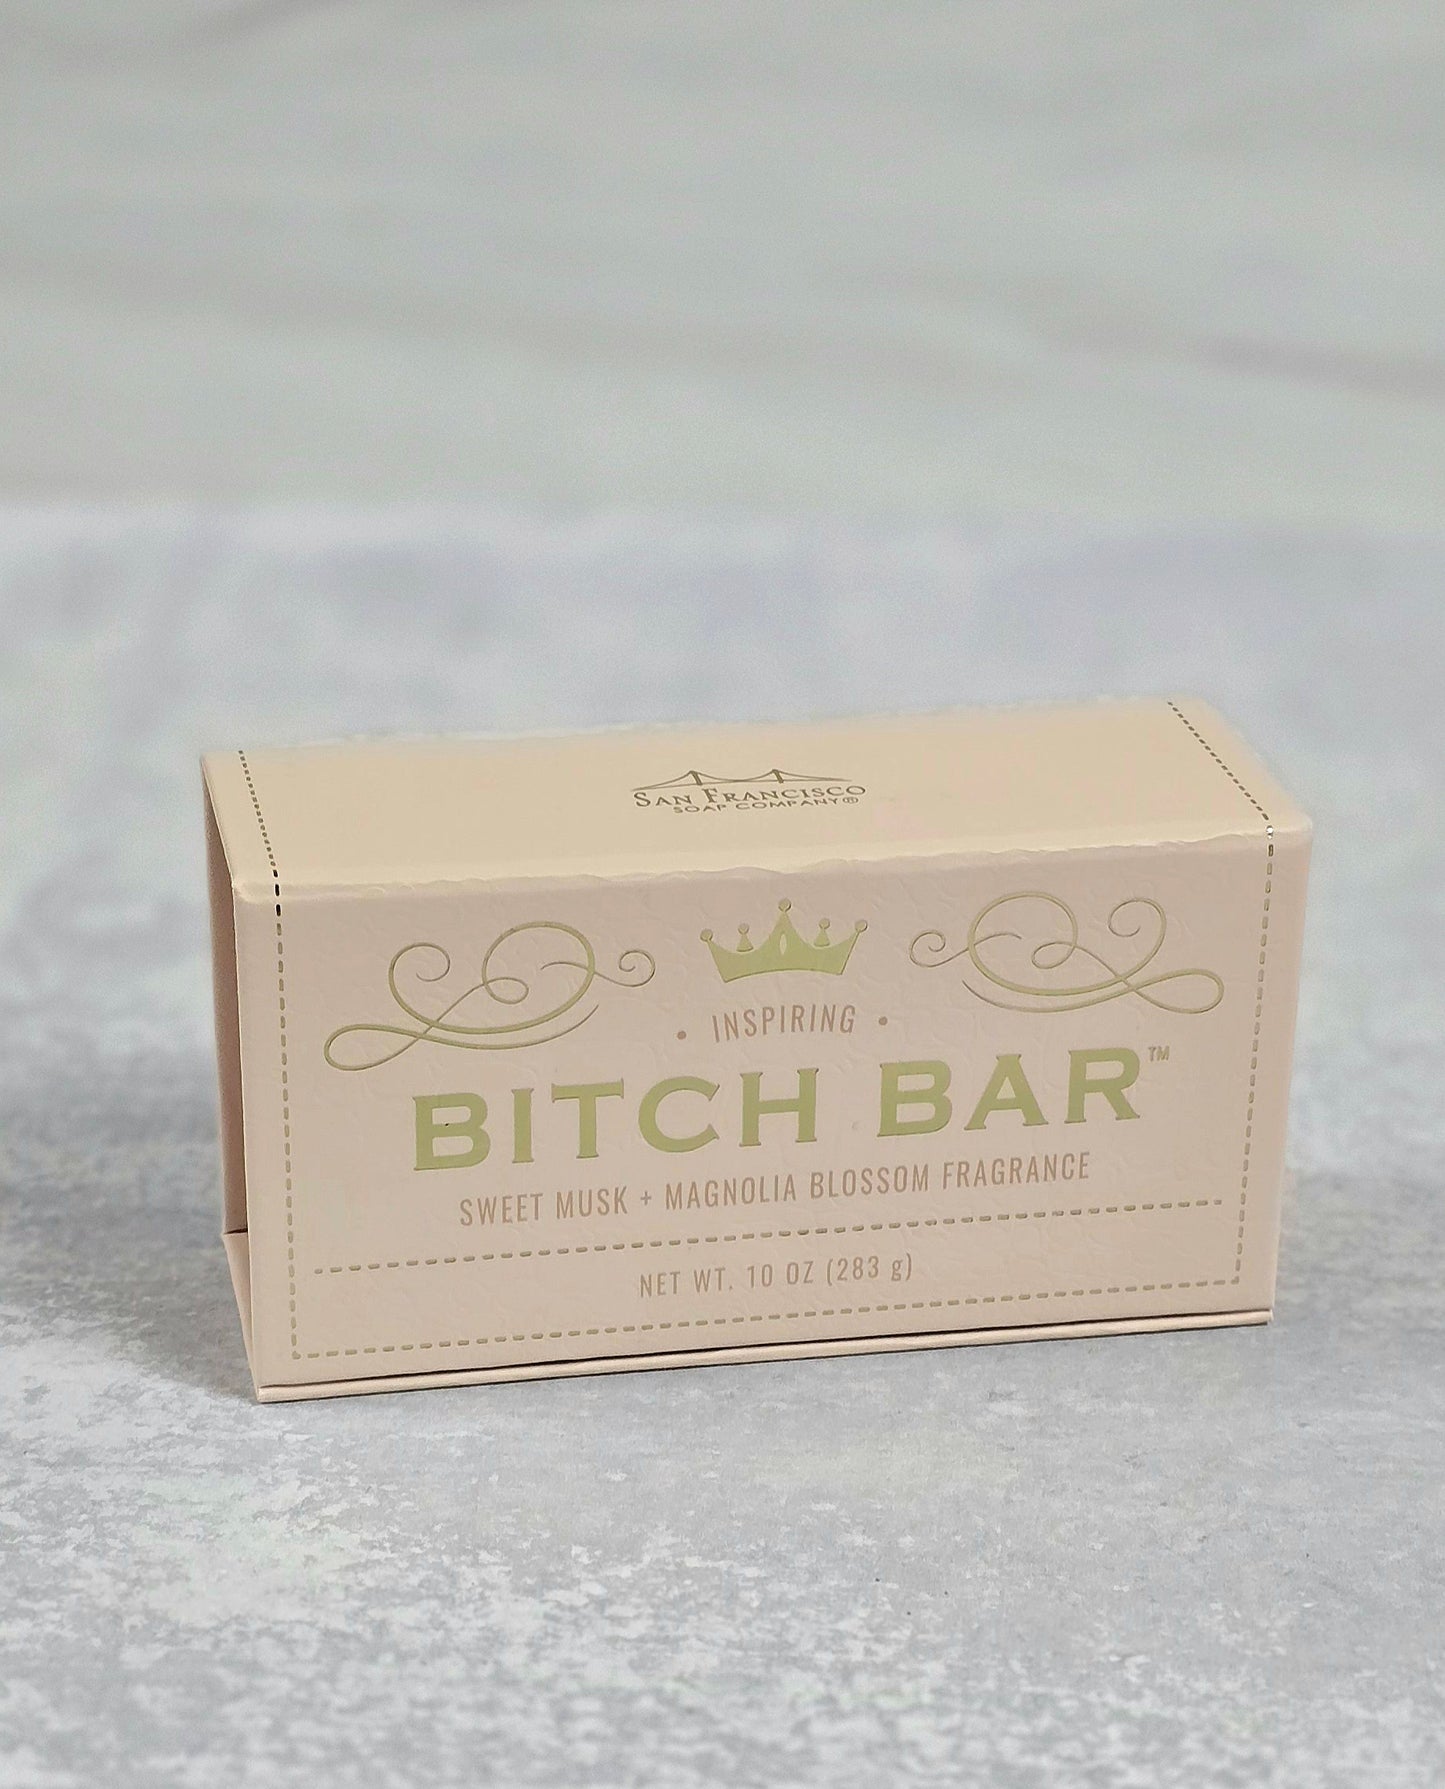 SAN FRANCISCO
SOAP COMPANY®
• INSPIRING •
BITCH BAR™
SWEET MUSK + MAGNOLIA BLOSSOM FRAGRANCE
NET WT. 10 OZ (283 g)